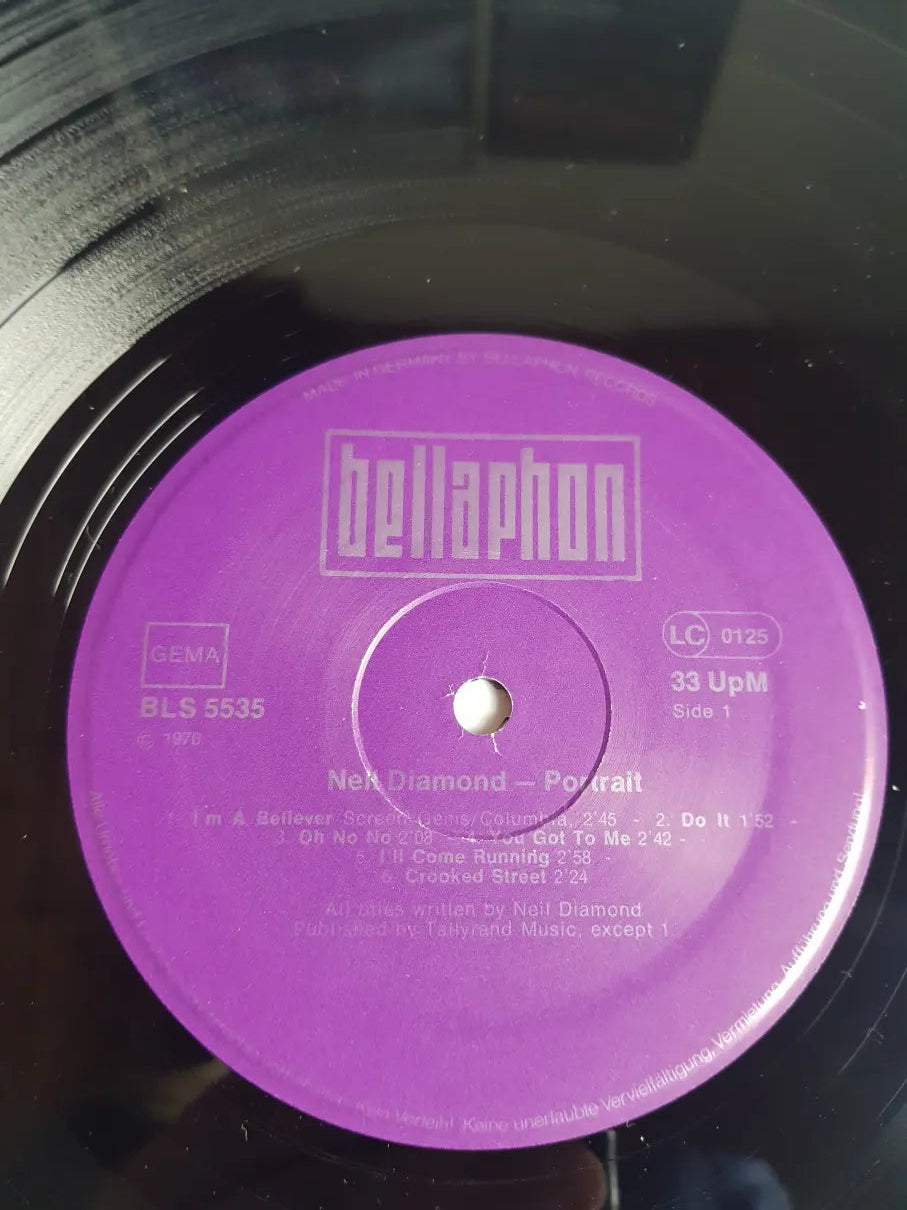 MADE IN GERMANY BY BELLAPHON RECORDS
bellaphon
GEMA
LC 0125
BLS 5535
33 UpM
Side 1
Neil Diamond – Portrait
I'm A Believer Screen Gems/Columbia, 2'45 - 2. Do It 1'52 -
3. Oh No No 2'08 - 4. You Got To Me 2'42 -
5. I'll Come Running 2'58 -
6. Crooked Street 2'24
All titles written by Neil Diamond
Published by Tallyrand Music, except 1
Kein Verleih! Keine unerlaubte Vervielfältigung, Vermietung, Aufführung und Sendung!